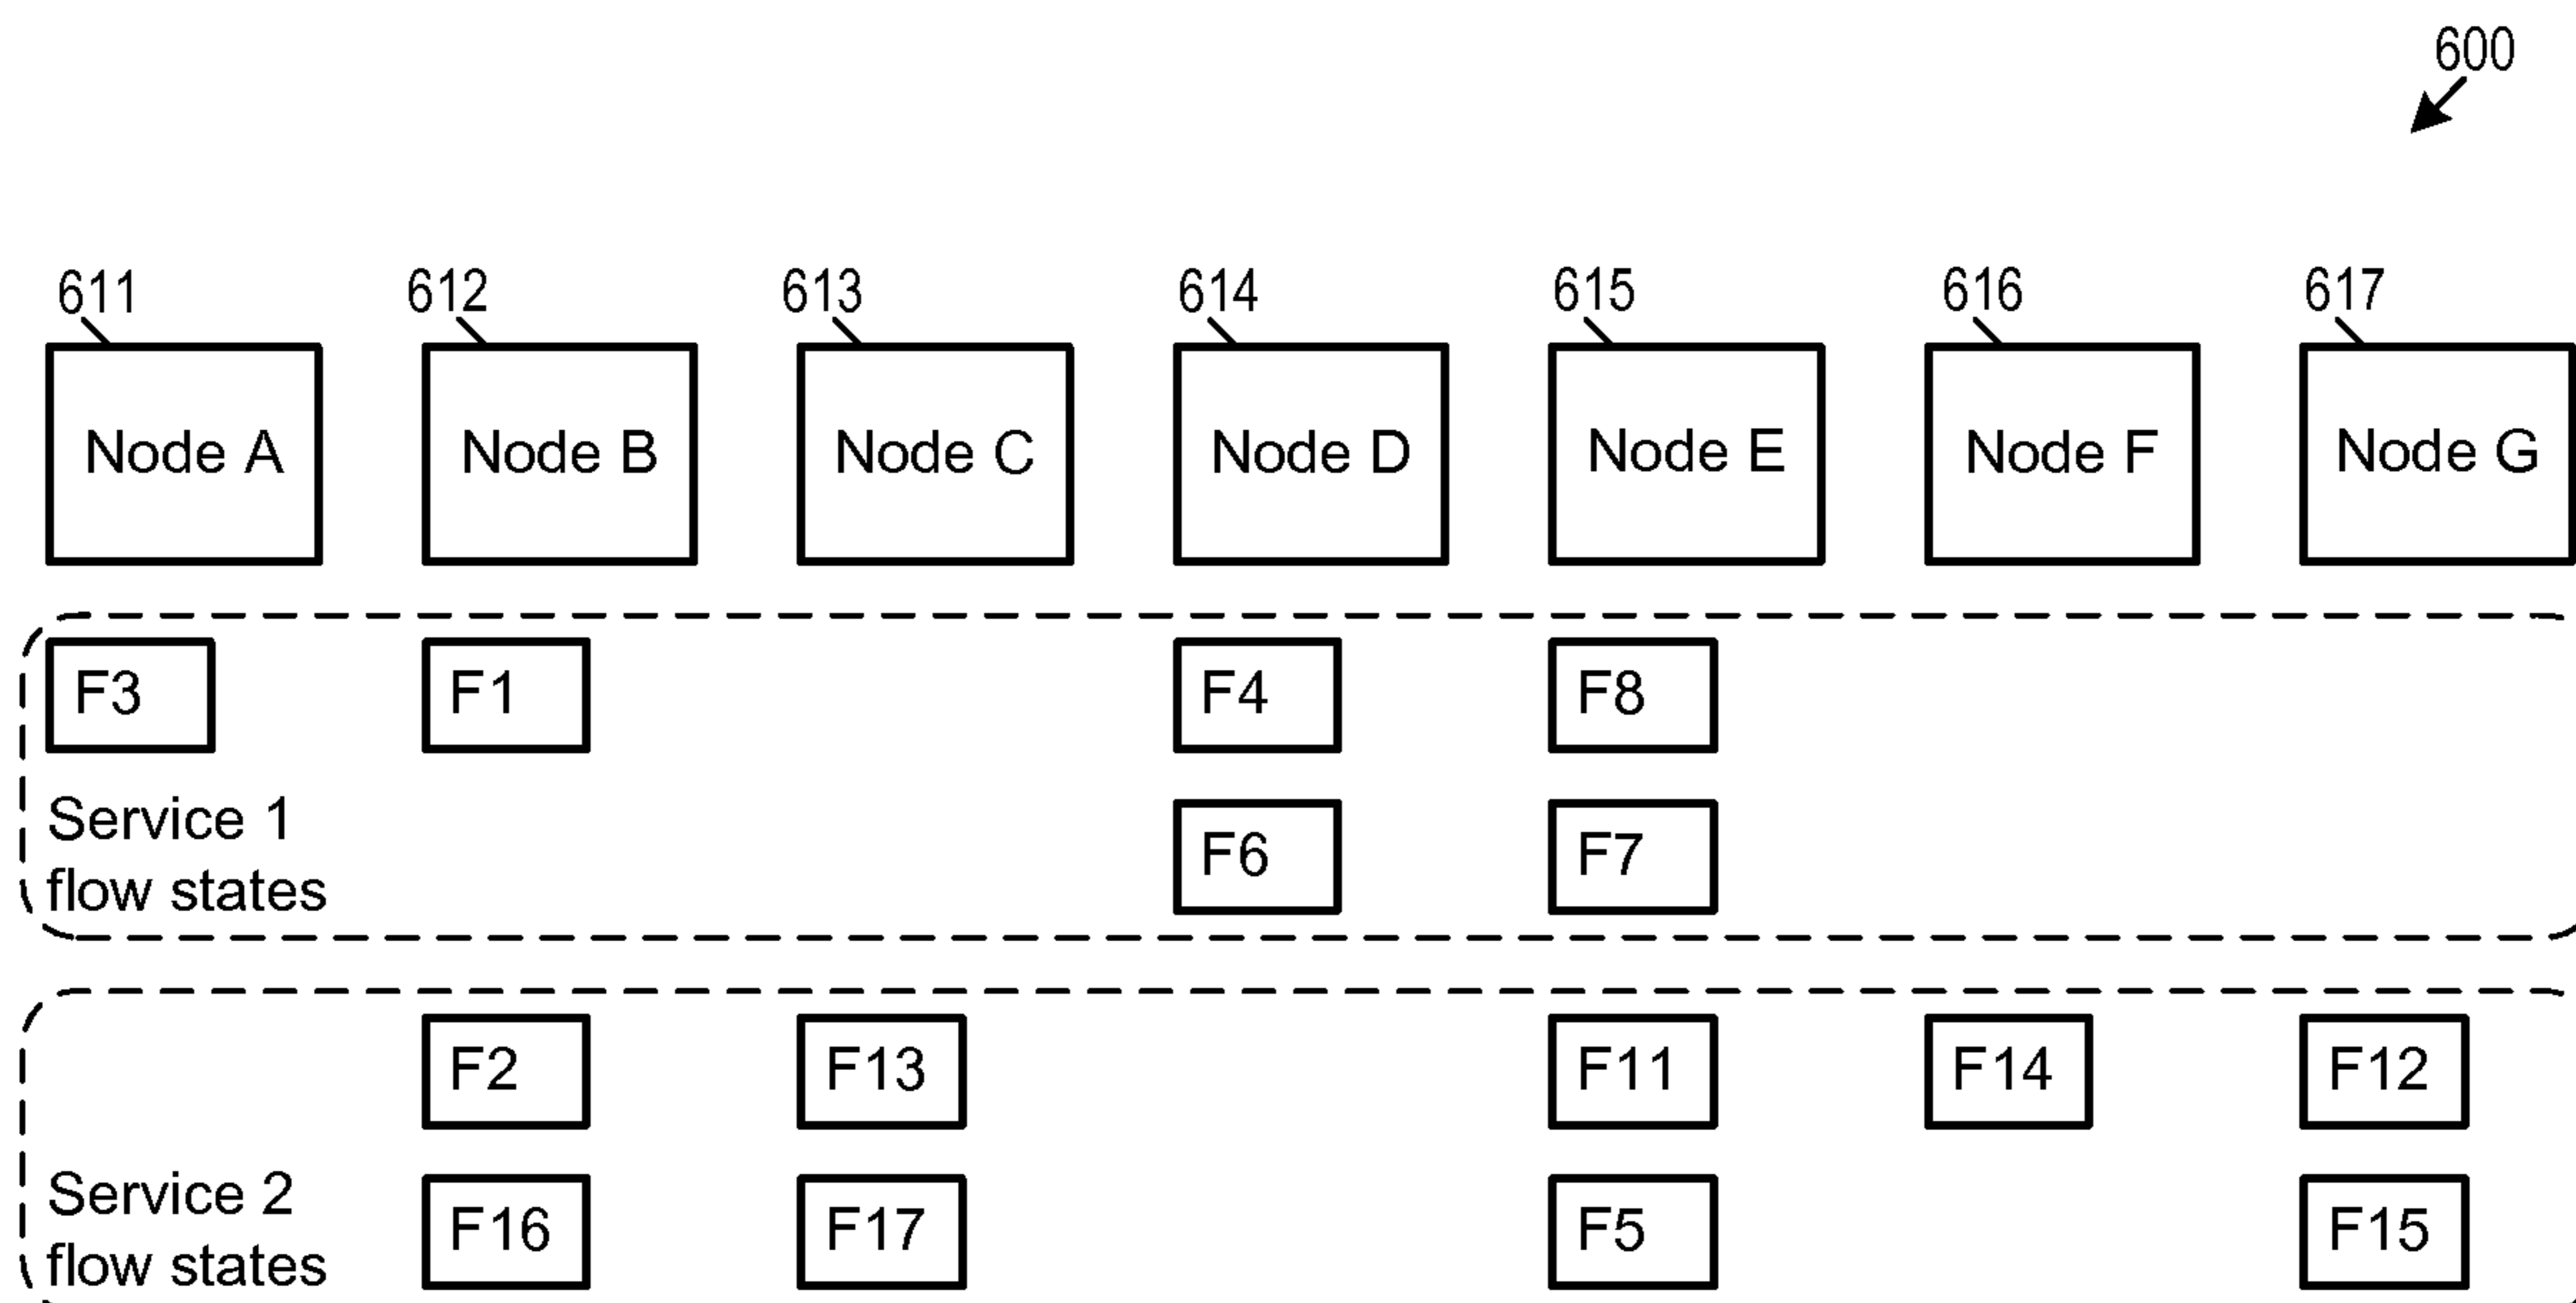 600
611 612 613 614 615 616 617
Node A Node B Node C Node D Node E Node F Node G
F3 F1 F4 F8
Service 1
F6 F7
flow states
F2 F13 F11 F14 F12
Service 2
F16 F17 F5 F15
flow states